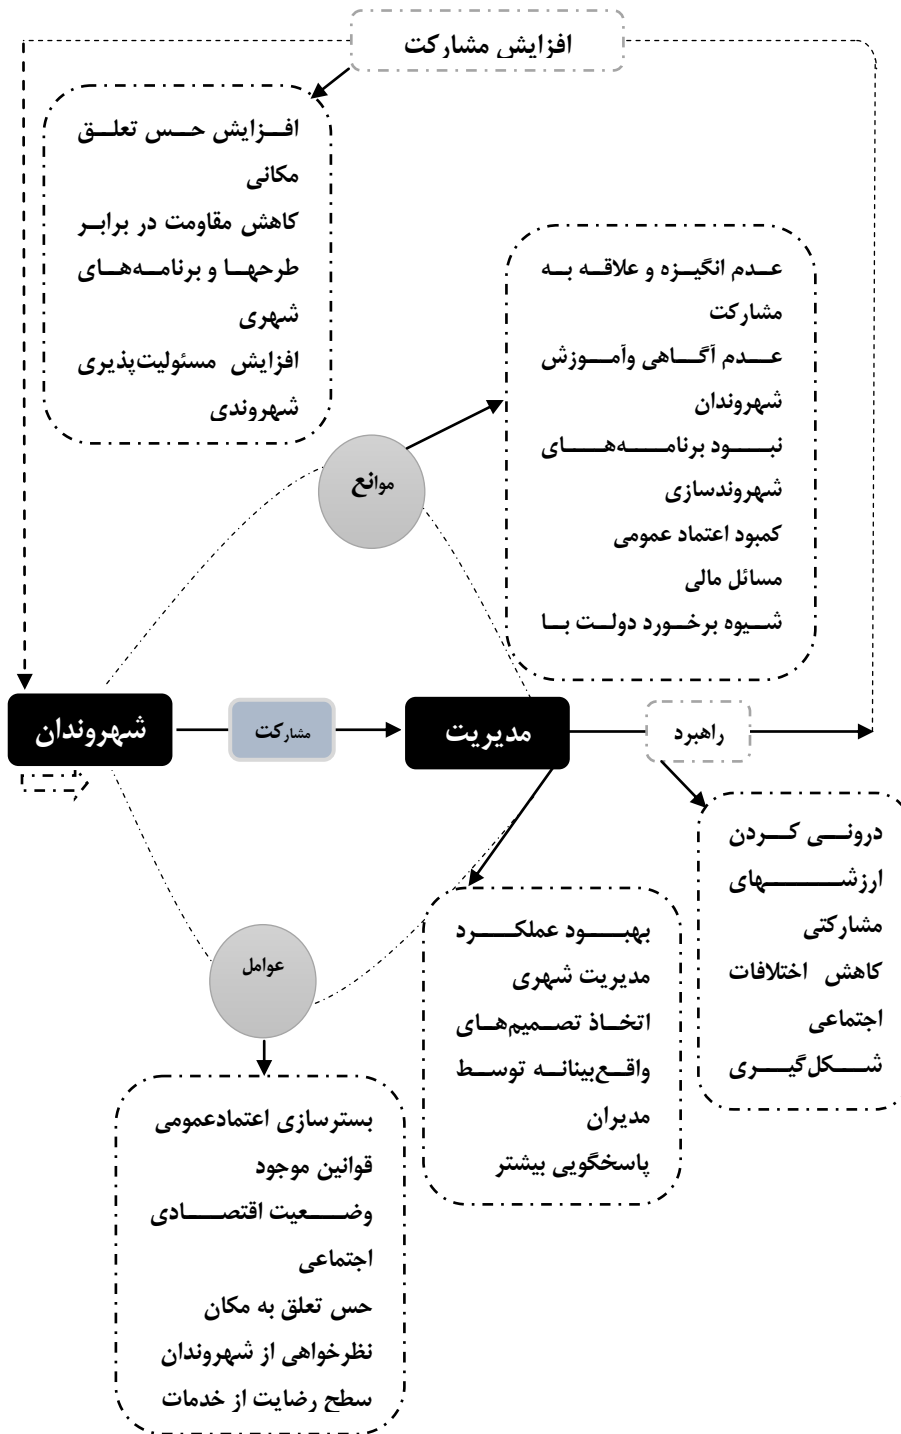 افزایش مشارکت
افزایش حس تعلق
مکانی
کاهش مقاومت در برابر
طرحها و برنامه‌های
شهری
افزایش مسئولیت‌پذیری
شهروندی
عدم انگیزه و علاقه به
مشارکت
عدم آگاهی وآموزش
شهروندان
نبود برنامه‌های
شهروندسازی
کمبود اعتماد عمومی
مسائل مالی
شیوه برخورد دولت با
موانع
شهروندان
مشارکت
مدیریت
راهبرد
درونی کردن
ارزشهای
مشارکتی
کاهش اختلافات
اجتماعی
شکل‌گیری
بهبود عملکرد
مدیریت شهری
اتخاذ تصمیم‌های
واقع‌بینانه توسط
مدیران
پاسخگویی بیشتر
عوامل
بسترسازی اعتمادعمومی
قوانین موجود
وضعیت اقتصادی
اجتماعی
حس تعلق به مکان
نظرخواهی از شهروندان
سطح رضایت از خدمات